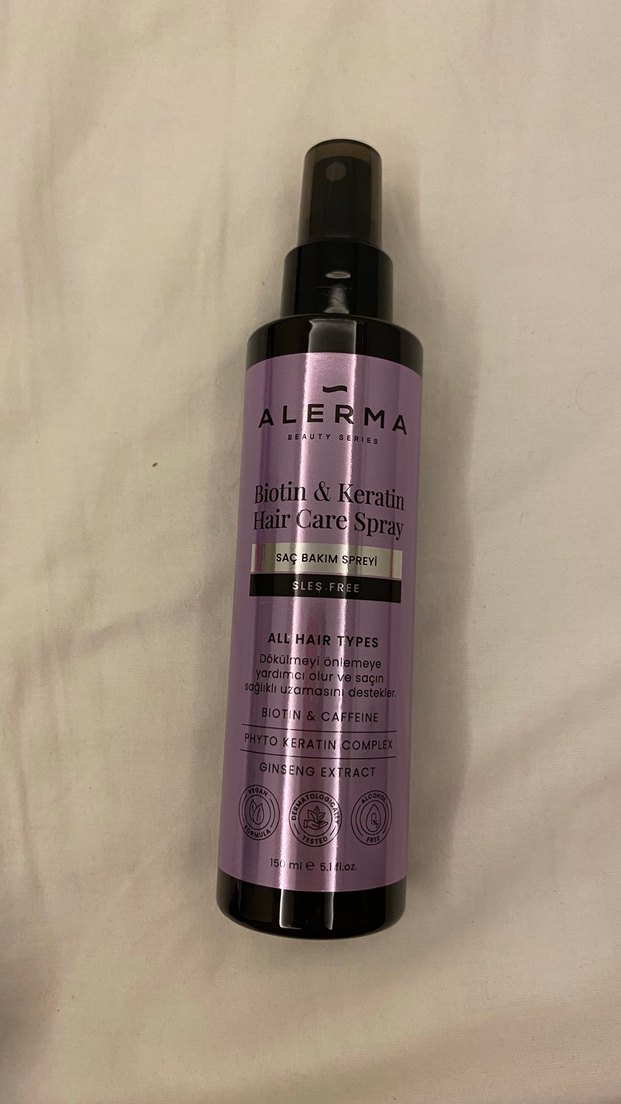 ALERMA
BEAUTY SERIES
Biotin & Keratin
Hair Care Spray
SAÇ BAKIM SPREYİ
SLES FREE
ALL HAIR TYPES
Dökülmeyi önlemeye
yardımcı olur ve saçın
sağlıklı uzamasını destekler.
BIOTIN & CAFFEINE
PHYTO KERATIN COMPLEX
GINSENG EXTRACT
VEGAN FORMULA
DERMATOLOGICALLY TESTED
ALCOHOL FREE
150 ml e 5.1 fl.oz.